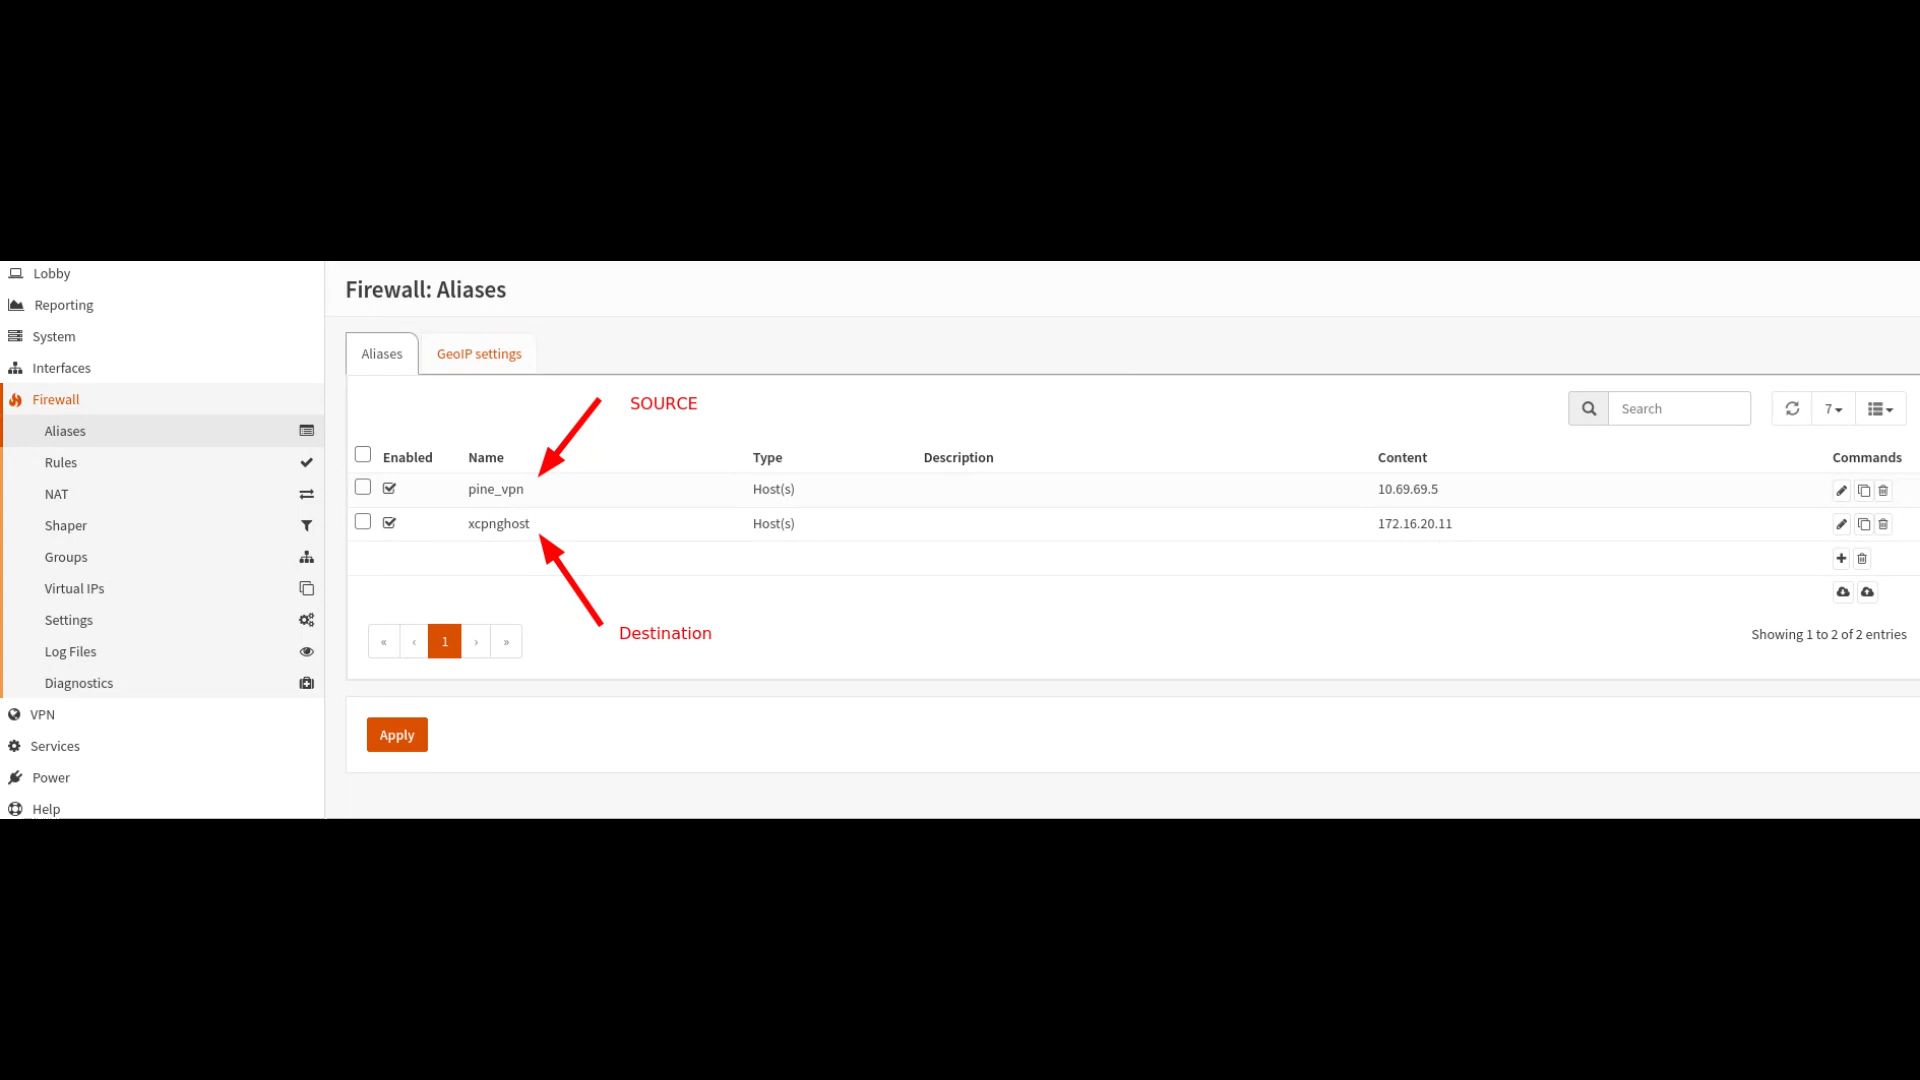 Lobby
Reporting
System
Interfaces
Firewall
Aliases
Rules
NAT
Shaper
Groups
Virtual IPs
Settings
Log Files
Diagnostics
VPN
Services
Power
Help
Firewall: Aliases
Aliases GeoIP settings
SOURCE
Search 7
Enabled Name Type Description Content Commands
pine_vpn Host(s) 10.69.69.5
xcpnghost Host(s) 172.16.20.11
Destination
« ‹ 1 › »
Showing 1 to 2 of 2 entries
Apply